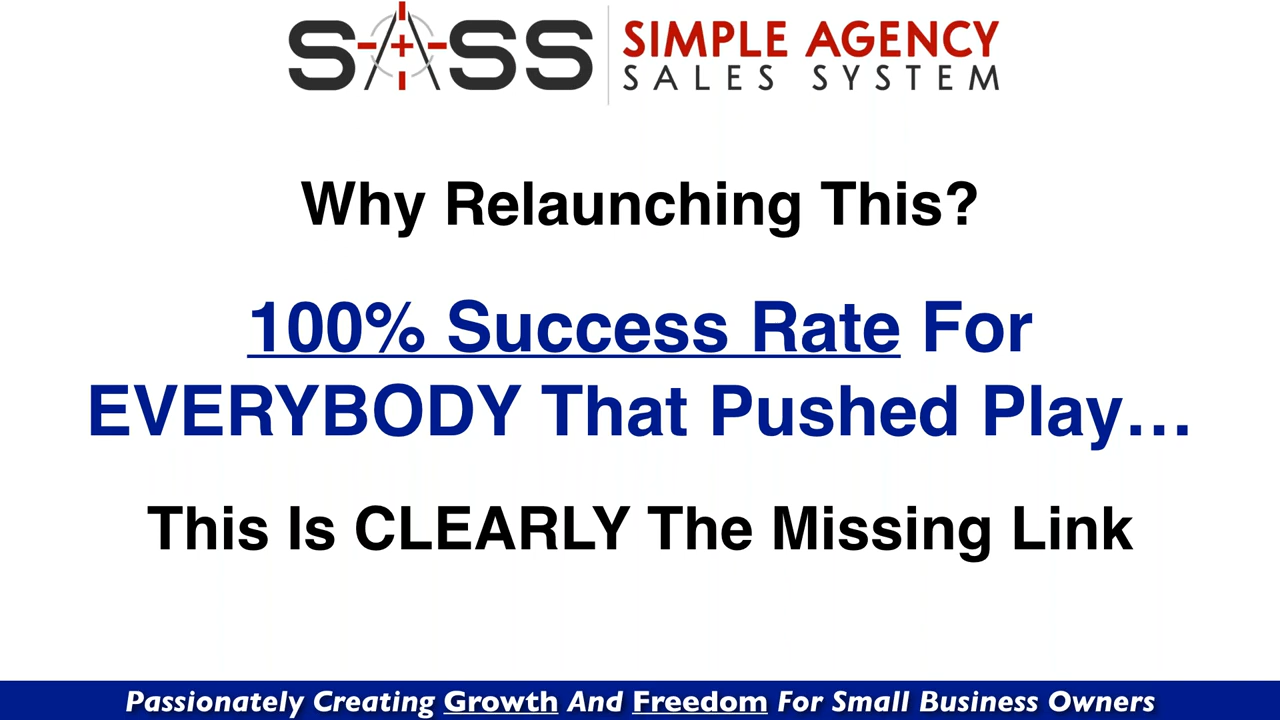 SASS
SIMPLE AGENCY
SALES SYSTEM
Why Relaunching This?
100% Success Rate For
EVERYBODY That Pushed Play…
This Is CLEARLY The Missing Link
Passionately Creating Growth And Freedom For Small Business Owners